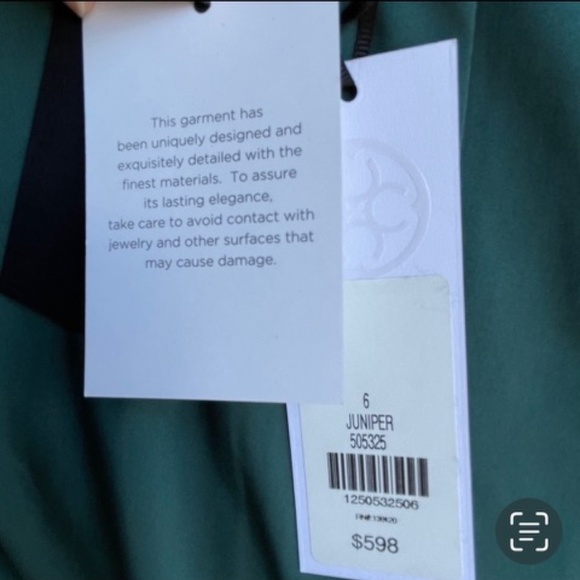 This garment has
been uniquely designed and
exquisitely detailed with the
finest materials. To assure
its lasting elegance,
take care to avoid contact with
jewelry and other surfaces that
may cause damage.
6
JUNIPER
505325
1250532506
$598